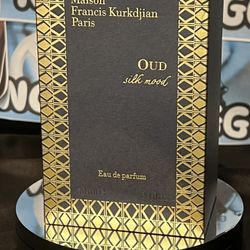 Maison
Francis Kurkdjian
Paris
OUD
silk mood
Eau de parfum